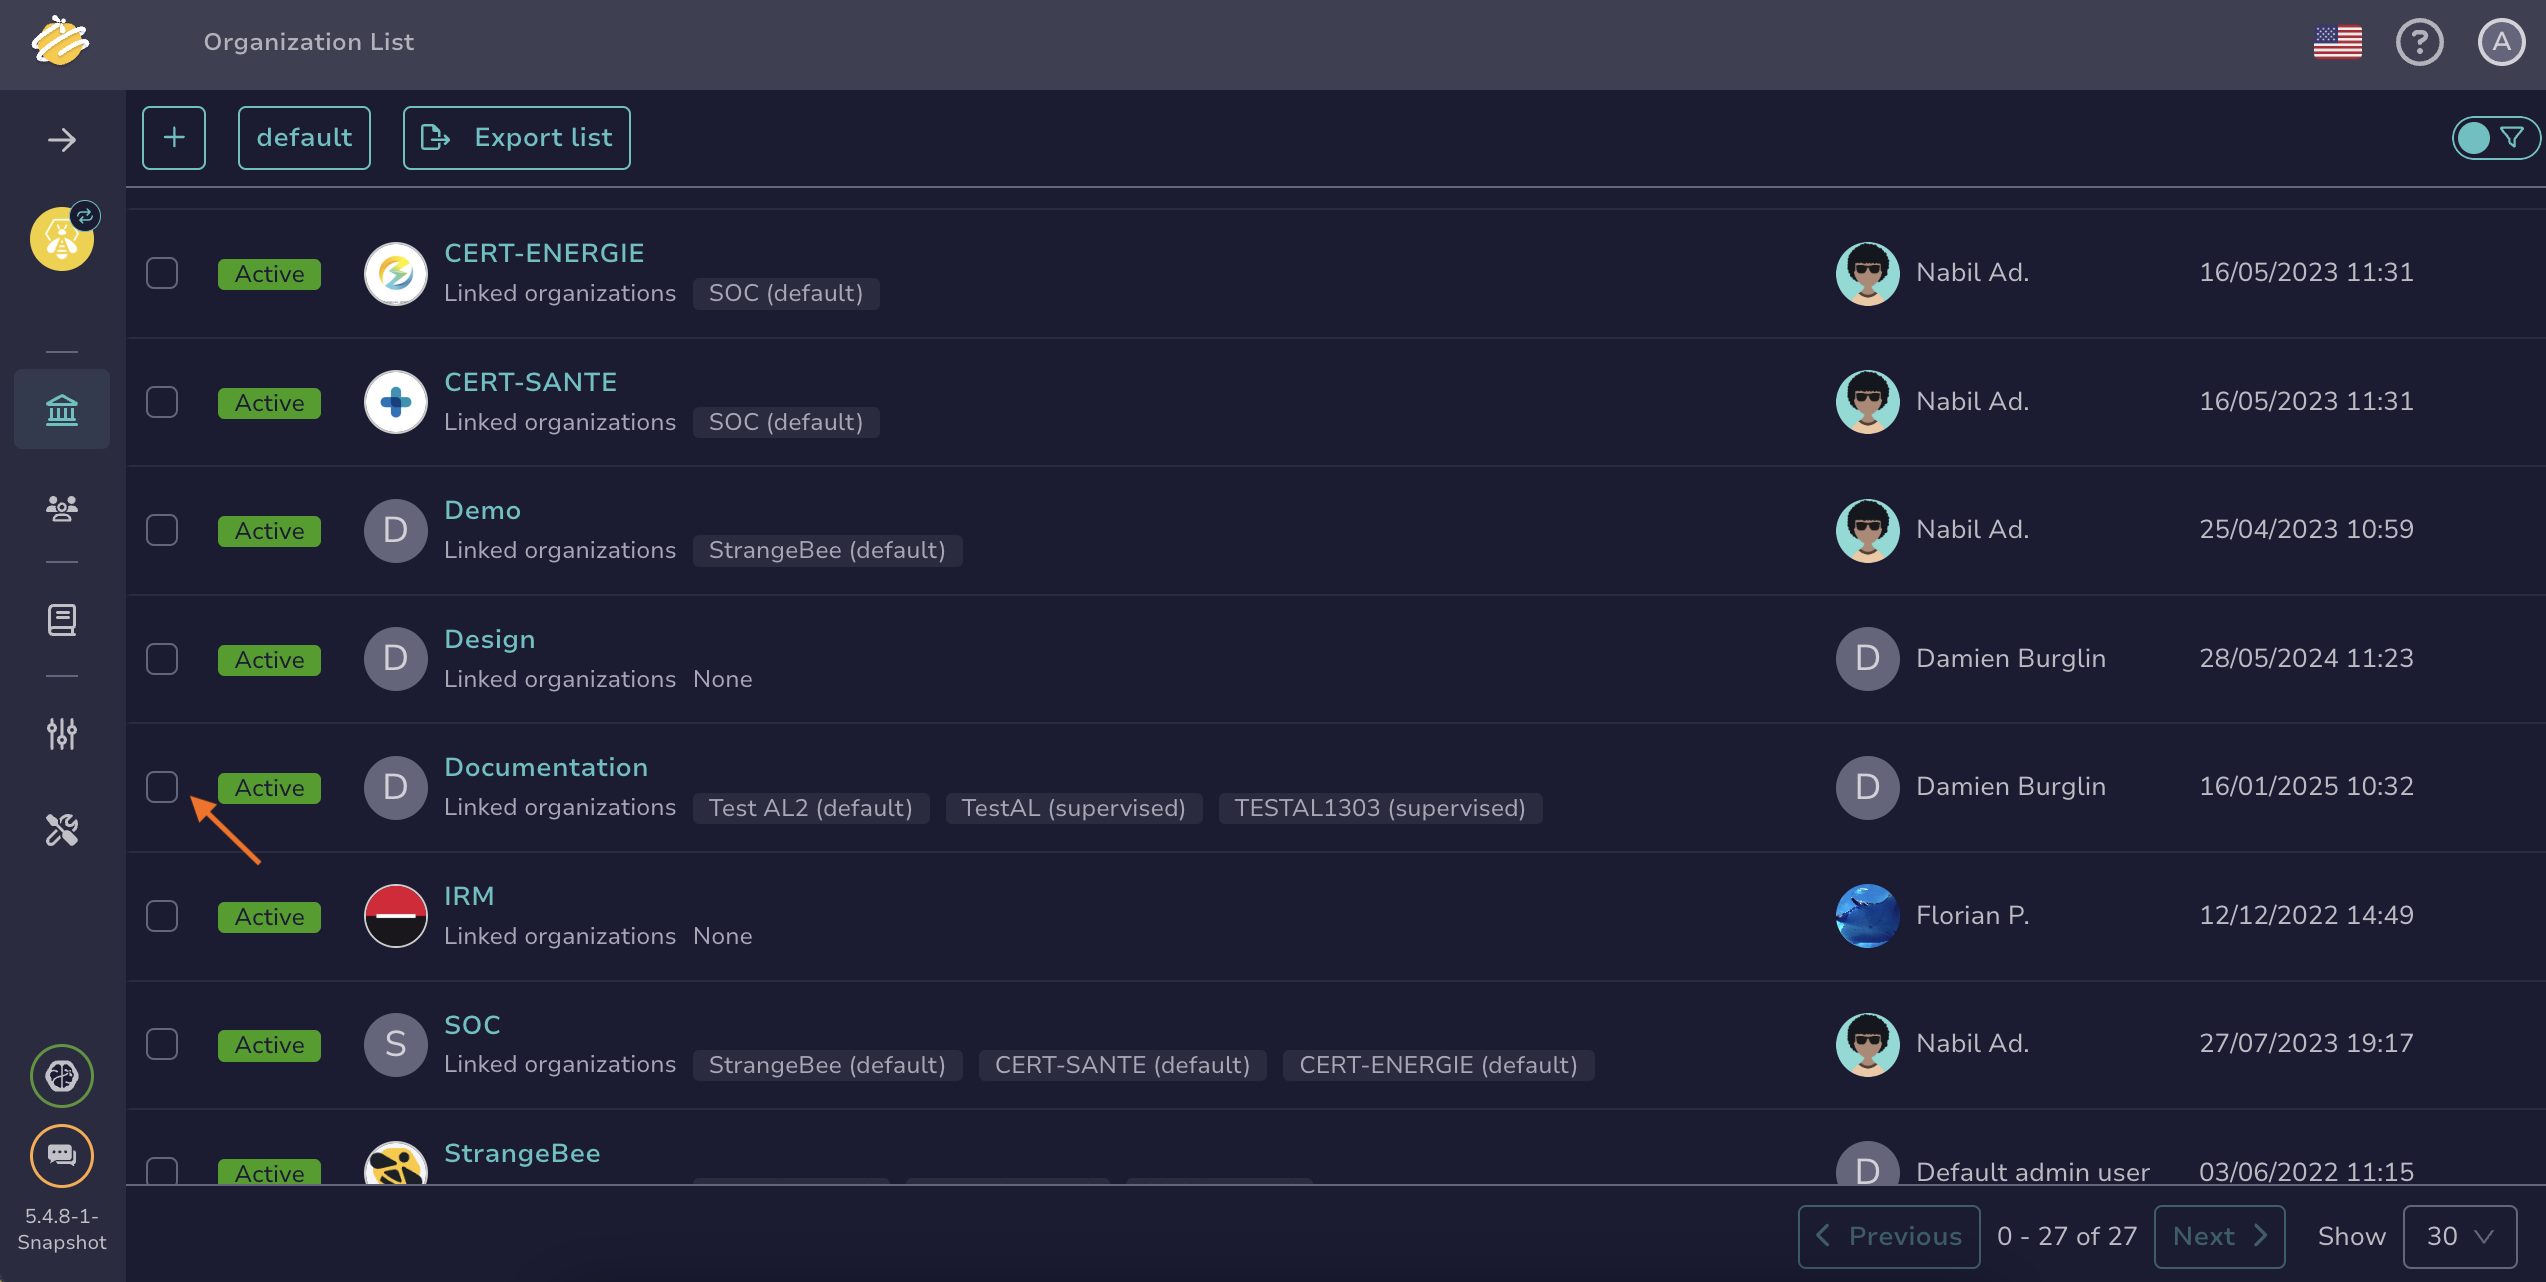 Organization List
A
default
Export list
CERT-ENERGIE
Active
Linked organizations SOC (default)
Nabil Ad.
16/05/2023 11:31
CERT-SANTE
Active
Linked organizations SOC (default)
Nabil Ad.
16/05/2023 11:31
Demo
Active
D
Linked organizations StrangeBee (default)
Nabil Ad.
25/04/2023 10:59
Design
Active
D
Linked organizations None
D
Damien Burglin
28/05/2024 11:23
Documentation
Active
D
Linked organizations Test AL2 (default) TestAL (supervised) TESTAL1303 (supervised)
D
Damien Burglin
16/01/2025 10:32
IRM
Active
Linked organizations None
Florian P.
12/12/2022 14:49
SOC
Active
S
Linked organizations StrangeBee (default) CERT-SANTE (default) CERT-ENERGIE (default)
Nabil Ad.
27/07/2023 19:17
StrangeBee
Active
D
Default admin user
03/06/2022 11:15
5.4.8-1-
Snapshot
Previous
0 - 27 of 27
Next
Show
30